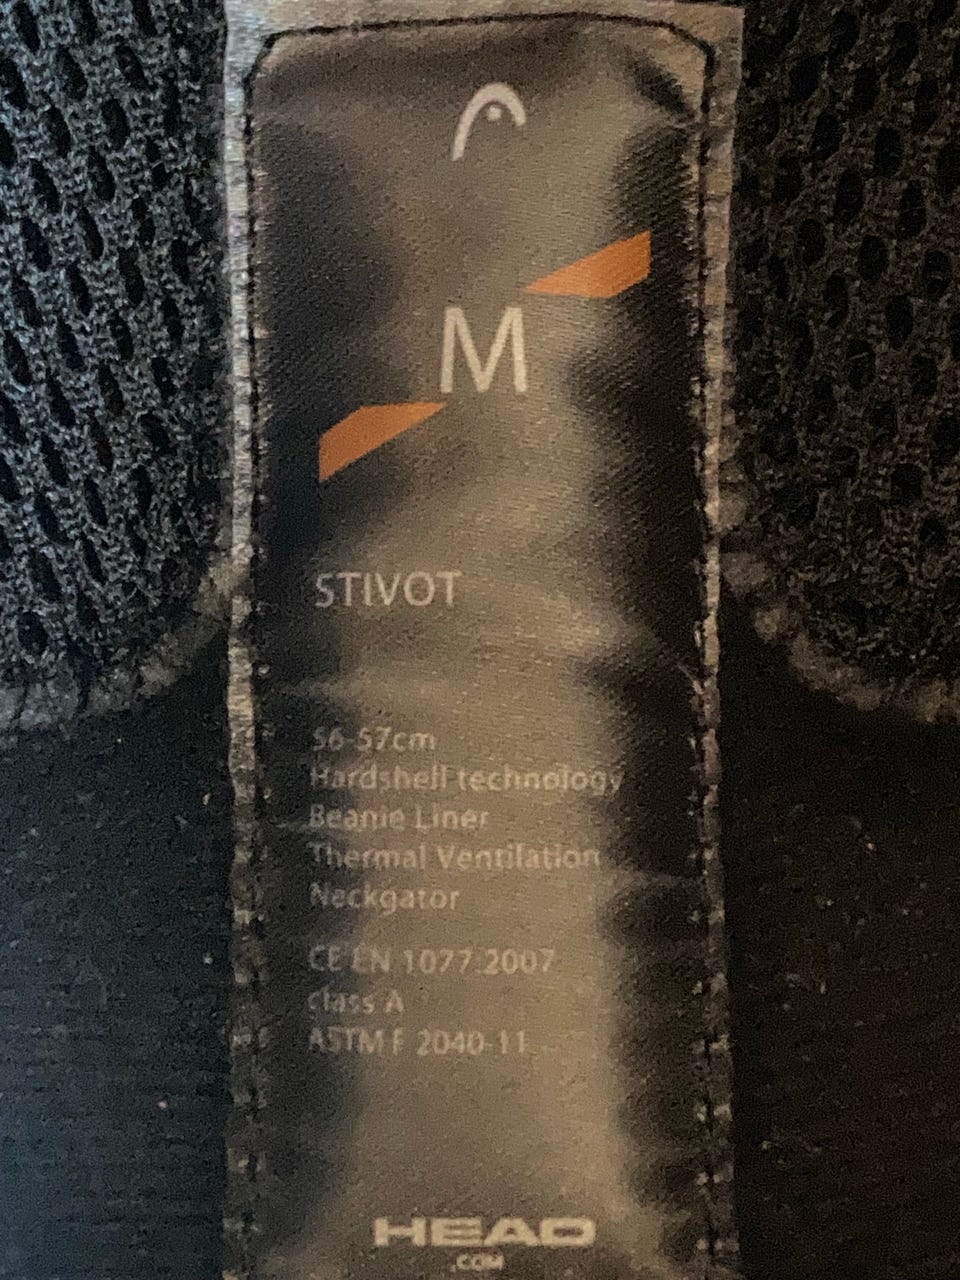 M
STIVOT
56-57cm
Hardshell technology
Beanie Liner
Thermal Ventilation
Neckgator
CE EN 1077:2007
class A
ASTM F 2040-11
HEAD
.COM